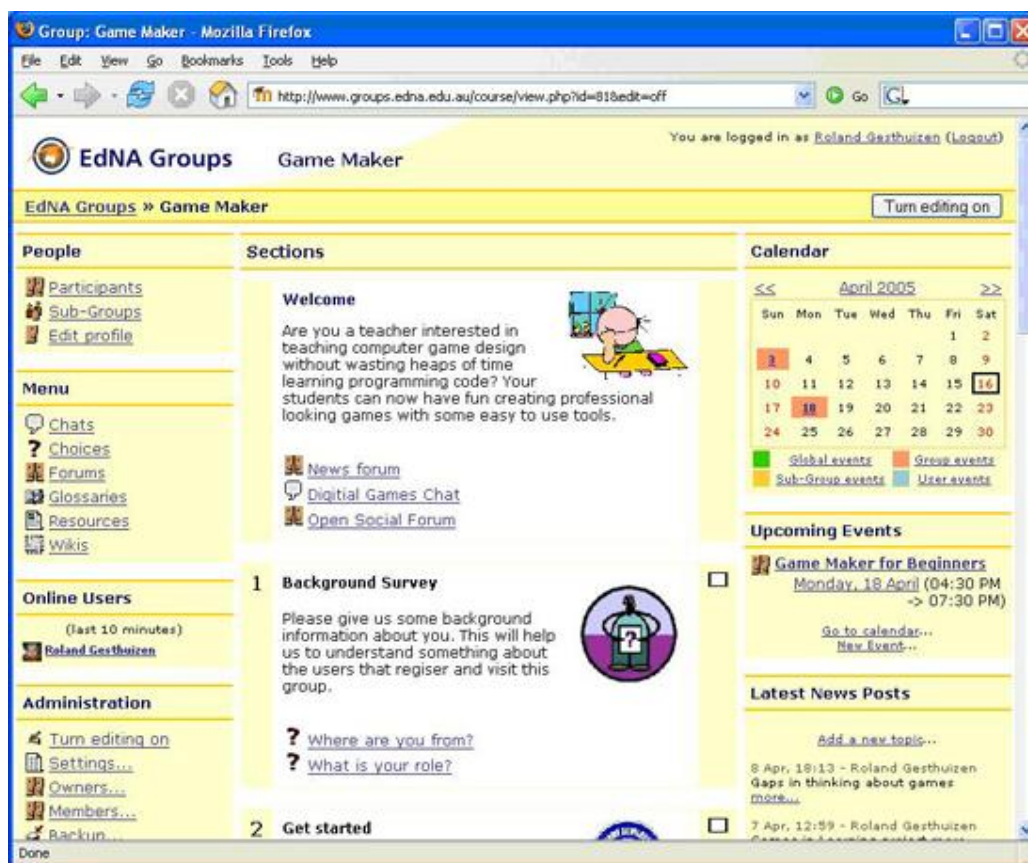 Group: Game Maker - Mozilla Firefox
File Edit View Go Bookmarks Tools Help
http://www.groups.edna.edu.au/course/view.php?id=81&edit=off
Go
G
You are logged in as Roland Gesthuizen (Logout)
EdNA Groups
Game Maker
EdNA Groups » Game Maker
Turn editing on
People
Participants
Sub-Groups
Edit profile
Menu
Chats
Choices
Forums
Glossaries
Resources
Wikis
Online Users
(last 10 minutes)
Roland Gesthuizen
Administration
Turn editing on
Settings...
Owners...
Members...
Backup...
Sections
Welcome
Are you a teacher interested in
teaching computer game design
without wasting heaps of time
learning programming code? Your
students can now have fun creating professional
looking games with some easy to use tools.
News forum
Digitial Games Chat
Open Social Forum
1 Background Survey
Please give us some background
information about you. This will help
us to understand something about
the users that regiser and visit this
group.
?
? Where are you from?
? What is your role?
2 Get started
Calendar
<< April 2005 >>
Sun Mon Tue Wed Thu Fri Sat
1 2
3 4 5 6 7 8 9
10 11 12 13 14 15 16
17 18 19 20 21 22 23
24 25 26 27 28 29 30
Global events Group events
Sub-Group events User events
Upcoming Events
Game Maker for Beginners
Monday, 18 April (04:30 PM
-> 07:30 PM)
Go to calendar...
New Event...
Latest News Posts
Add a new topic...
8 Apr, 18:13 - Roland Gesthuizen
Gaps in thinking about games
more...
7 Apr, 12:59 - Roland Gesthuizen
Done